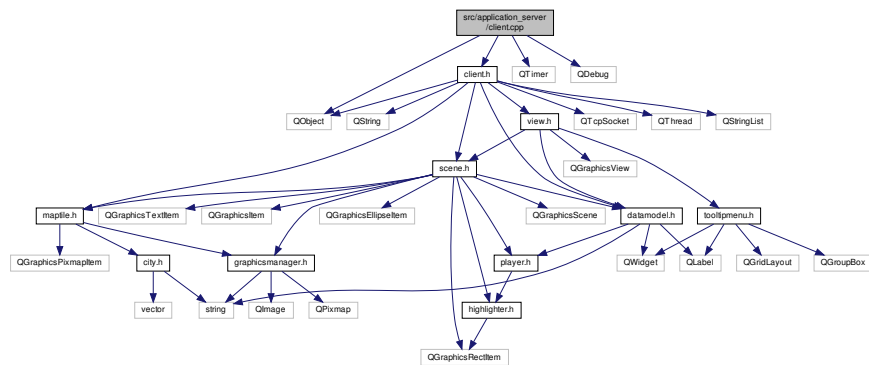 src/application_server
/client.cpp
client.h
QTimer
QDebug
QObject
QString
view.h
QTcpSocket
QThread
QStringList
scene.h
QGraphicsView
maptile.h
QGraphicsTextItem
QGraphicsItem
QGraphicsEllipseItem
QGraphicsScene
datamodel.h
tooltipmenu.h
QGraphicsPixmapItem
city.h
graphicsmanager.h
player.h
QWidget
QLabel
QGridLayout
QGroupBox
vector
string
QImage
QPixmap
highlighter.h
QGraphicsRectItem